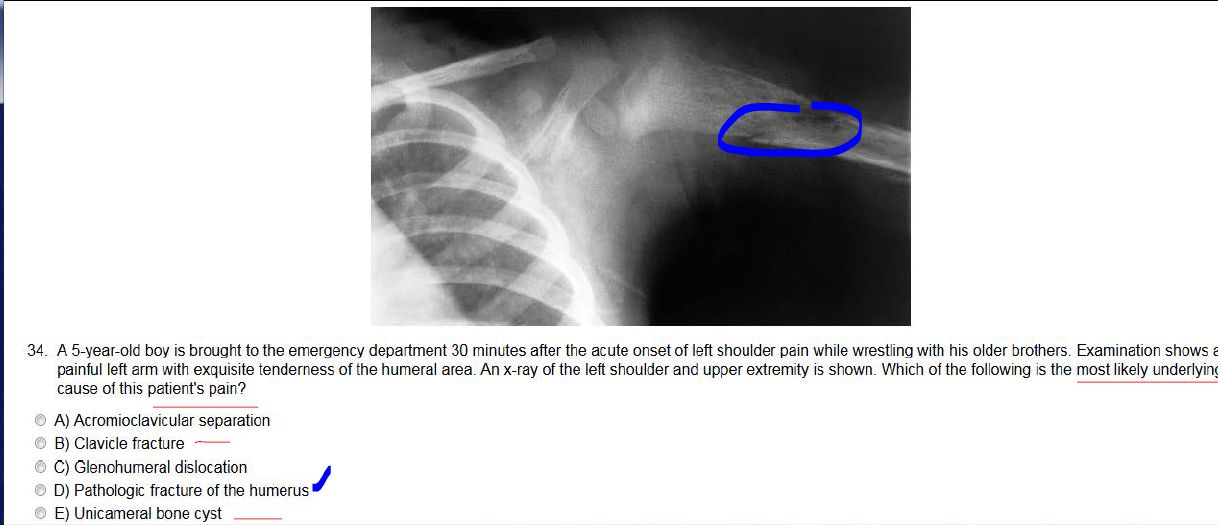 34. A 5-year-old boy is brought to the emergency department 30 minutes after the acute onset of left shoulder pain while wrestling with his older brothers. Examination shows a
painful left arm with exquisite tenderness of the humeral area. An x-ray of the left shoulder and upper extremity is shown. Which of the following is the most likely underlying
cause of this patient's pain?
A) Acromioclavicular separation
B) Clavicle fracture
C) Glenohumeral dislocation
D) Pathologic fracture of the humerus
E) Unicameral bone cyst